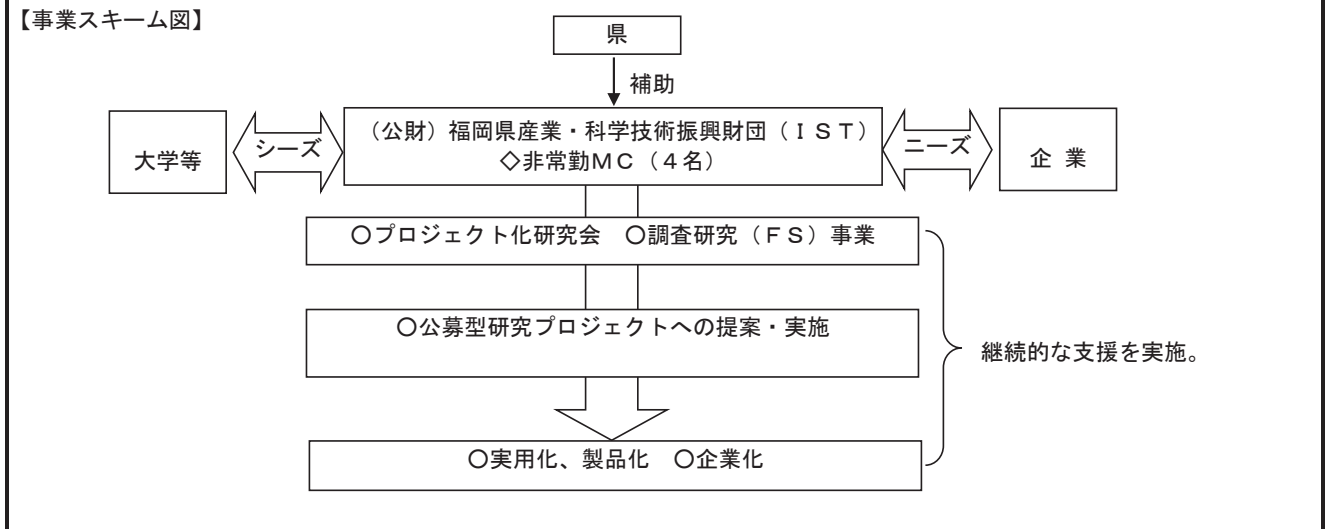 【事業スキーム図】
県
補助
大学等
シーズ
（公財）福岡県産業・科学技術振興財団（ＩＳＴ）
◇非常勤ＭＣ（４名）
ニーズ
企 業
〇プロジェクト化研究会　〇調査研究（ＦＳ）事業
〇公募型研究プロジェクトへの提案・実施
継続的な支援を実施。
〇実用化、製品化　〇企業化